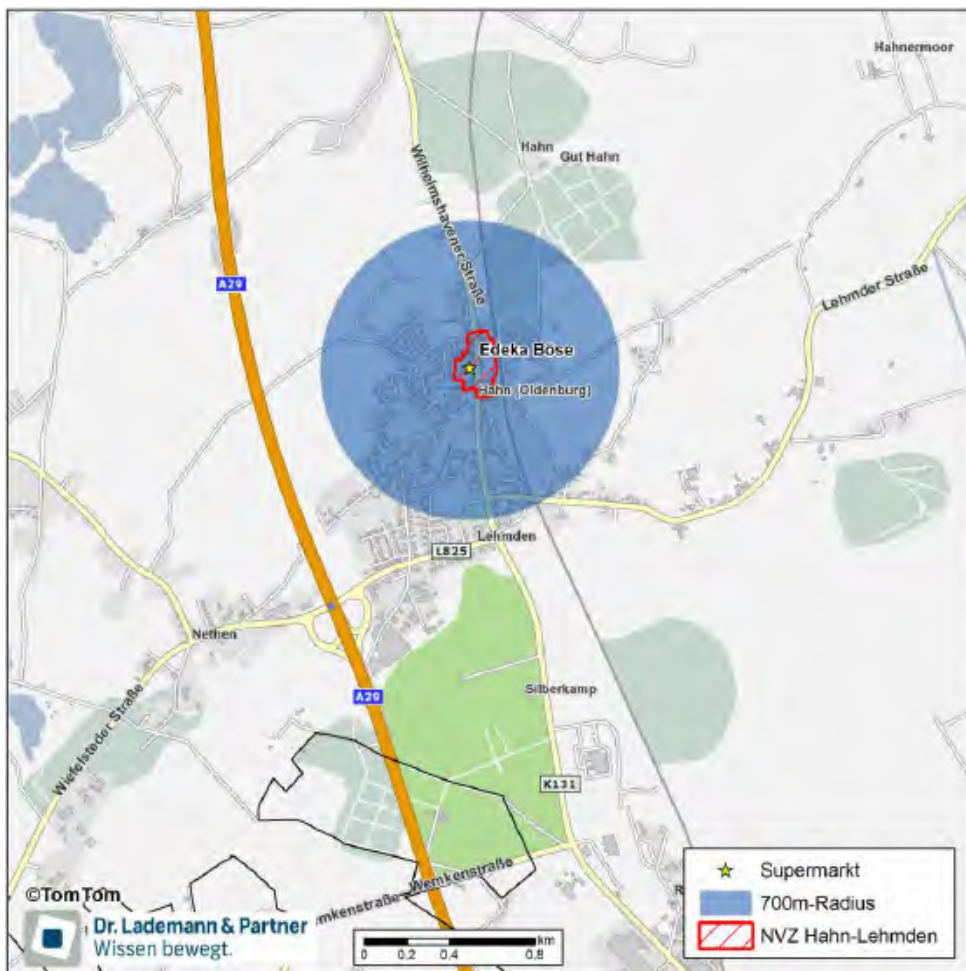 Hahnermoor
Hahn
Gut Hahn
Wilhelmshavener Straße
A29
Lehmder Straße
Edeka Böse
Hahn (Oldenburg)
Lehmden
L825
Nethen
A29
Silberkamp
Wiefelsteder Straße
K131
Wemkenstraße
©TomTom
Dr. Lademann & Partner
Wissen bewegt.
km
0 0,2 0,4 0,8
Supermarkt
700m-Radius
NVZ Hahn-Lehmden